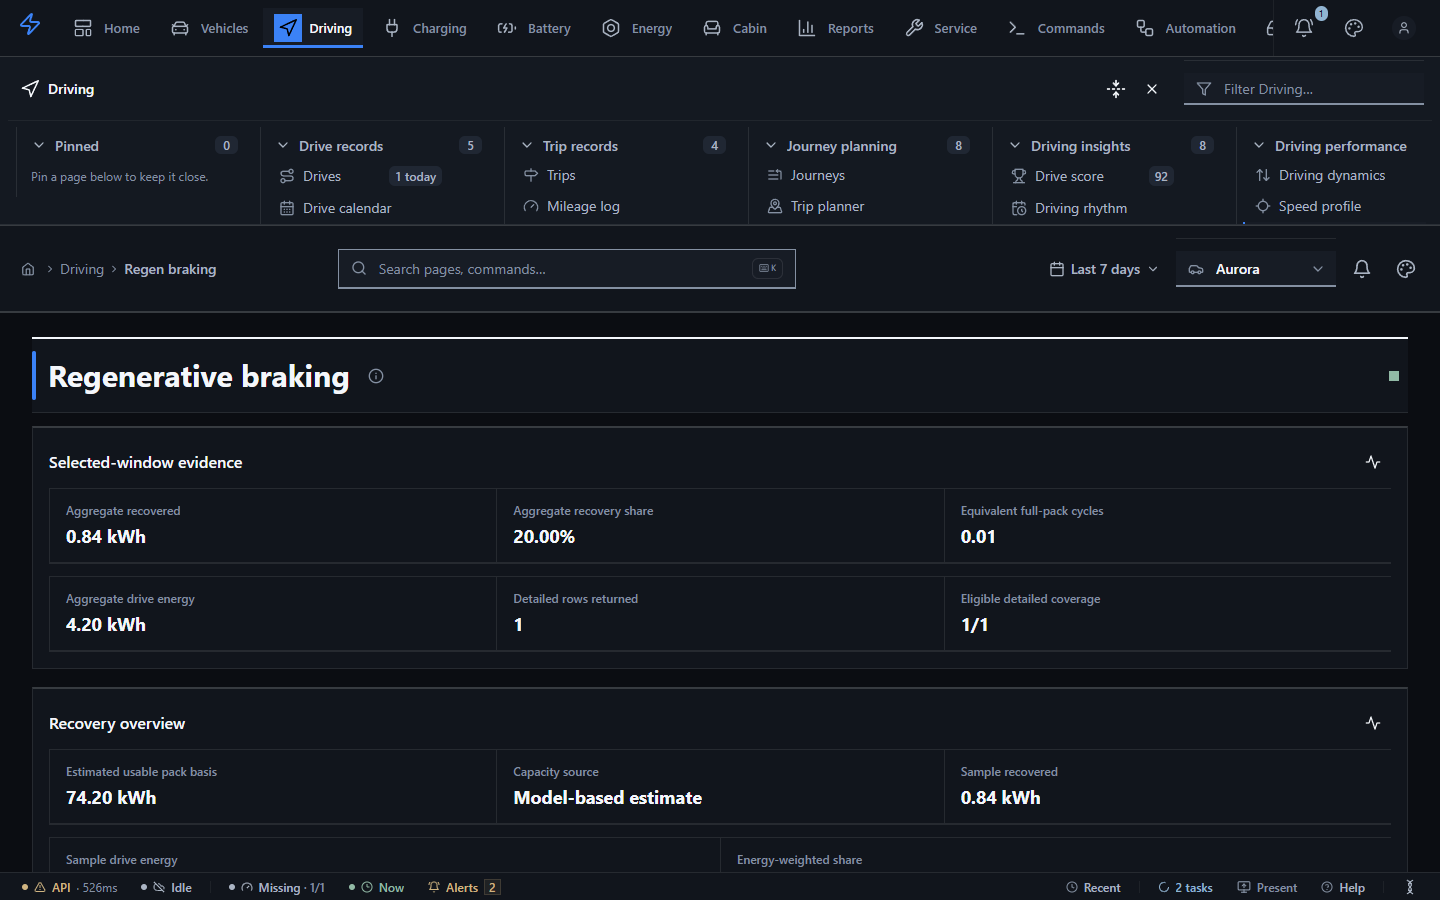 Home Vehicles Driving Charging Battery Energy Cabin Reports Service Commands Automation 1
Driving Filter Driving...
Pinned 0 Drive records 5 Trip records 4 Journey planning 8 Driving insights 8 Driving performance
Pin a page below to keep it close. Drives 1 today Trips Journeys Drive score 92 Driving dynamics
Drive calendar Mileage log Trip planner Driving rhythm Speed profile
Driving Regen braking Search pages, commands... K Last 7 days Aurora
Regenerative braking
Selected-window evidence
Aggregate recovered Aggregate recovery share Equivalent full-pack cycles
0.84 kWh 20.00% 0.01
Aggregate drive energy Detailed rows returned Eligible detailed coverage
4.20 kWh 1 1/1
Recovery overview
Estimated usable pack basis Capacity source Sample recovered
74.20 kWh Model-based estimate 0.84 kWh
Sample drive energy Energy-weighted share
API · 526ms Idle Missing · 1/1 Now Alerts 2 Recent 2 tasks Present Help